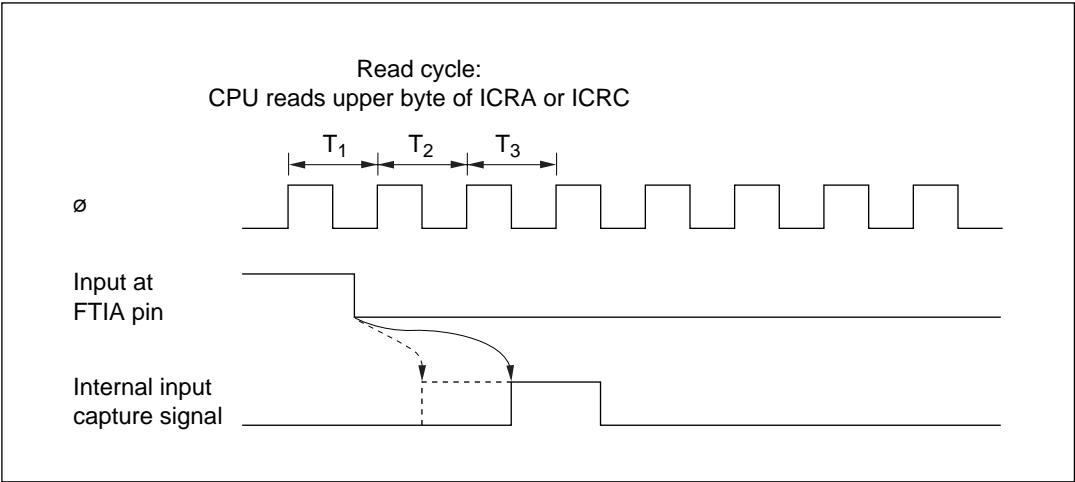 Read cycle:
CPU reads upper byte of ICRA or ICRC
T1 T2 T3
ø
Input at
FTIA pin
Internal input
capture signal